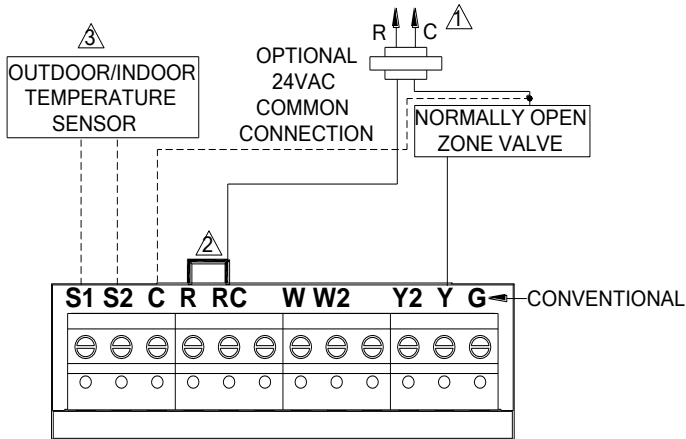 R C 1
3
OUTDOOR/INDOOR
TEMPERATURE
SENSOR
OPTIONAL
24VAC
COMMON
CONNECTION
NORMALLY OPEN
ZONE VALVE
2
S1 S2 C R RC W W2 Y2 Y G CONVENTIONAL